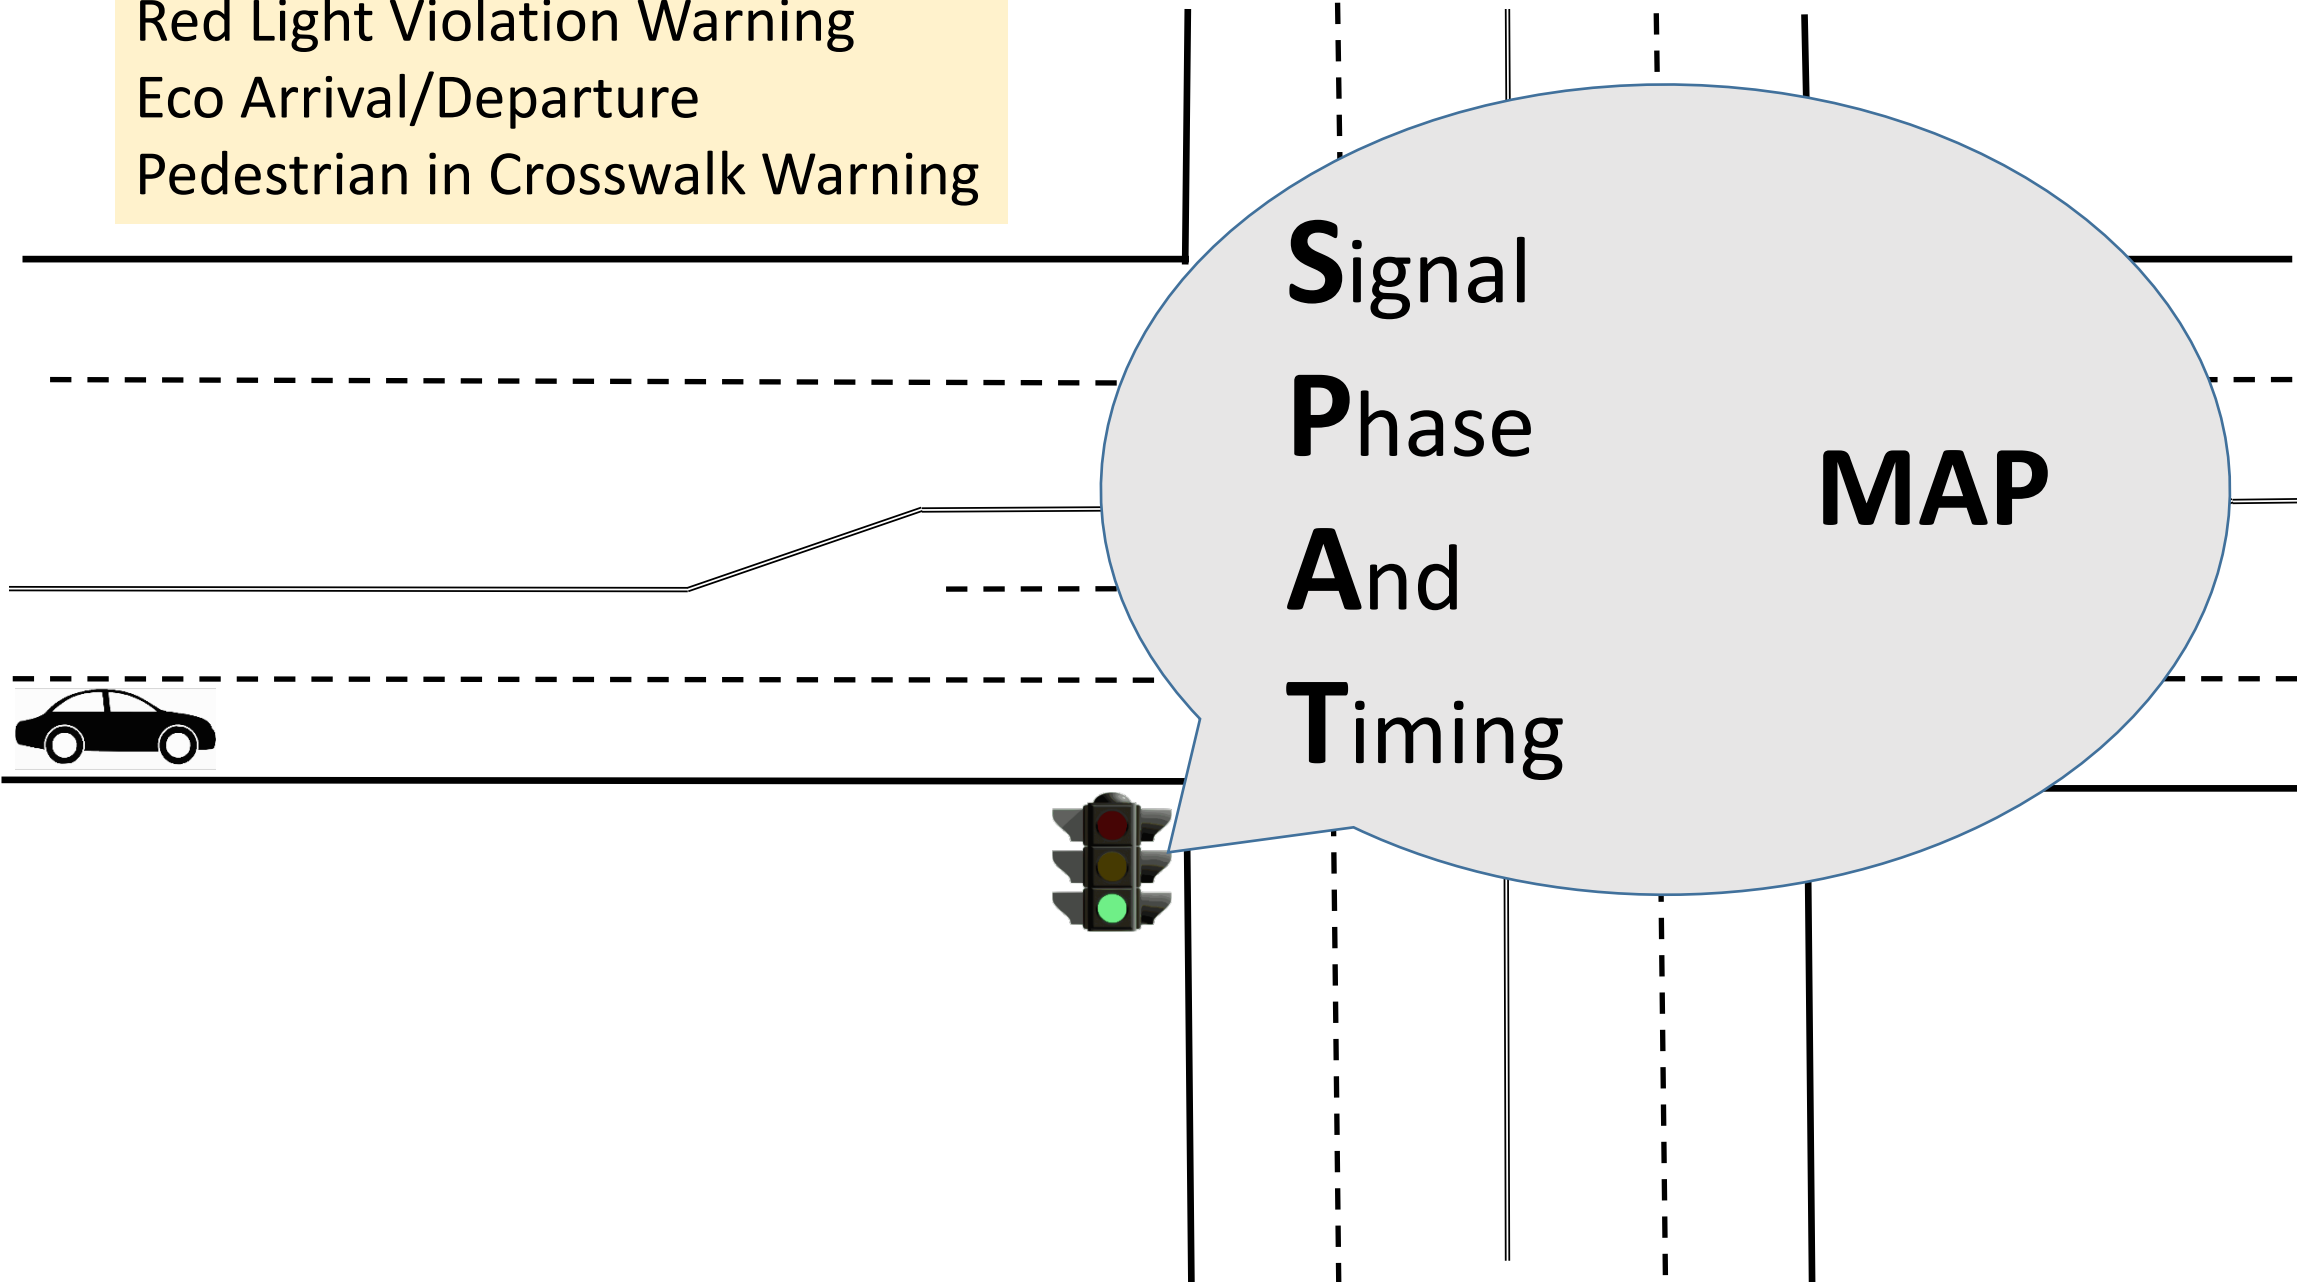 Red Light Violation Warning
Eco Arrival/Departure
Pedestrian in Crosswalk Warning
Signal
Phase
And
Timing
MAP